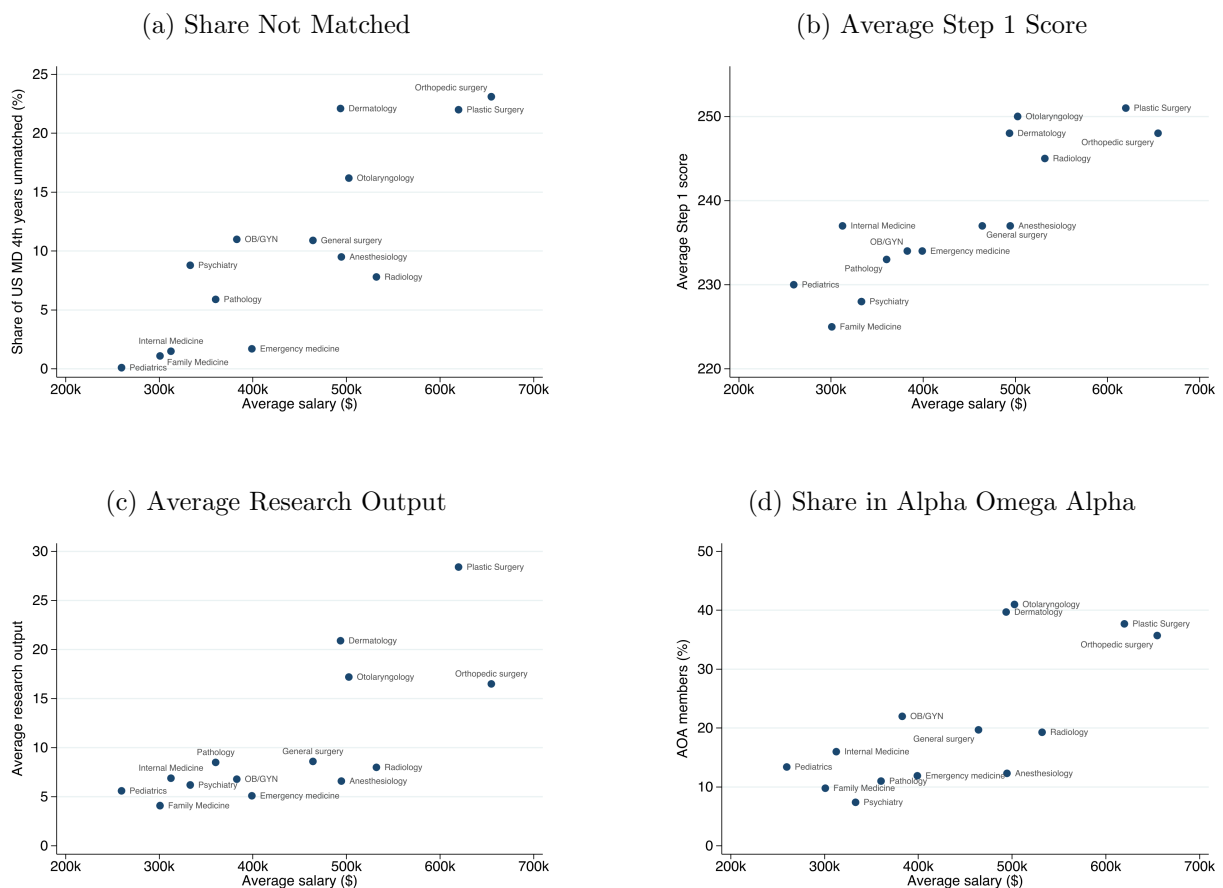 (a) Share Not Matched
Share of US MD 4th years unmatched (%)
25
20
15
10
5
0
Orthopedic surgery
Dermatology
Plastic Surgery
Otolaryngology
OB/GYN
General surgery
Anesthesiology
Psychiatry
Radiology
Pathology
Internal Medicine
Emergency medicine
Family Medicine
Pediatrics
200k 300k 400k 500k 600k 700k
Average salary ($)
(b) Average Step 1 Score
Average Step 1 score
250
240
230
220
Plastic Surgery
Otolaryngology
Dermatology
Orthopedic surgery
Radiology
Internal Medicine
Anesthesiology
General surgery
OB/GYN
Emergency medicine
Pathology
Pediatrics
Psychiatry
Family Medicine
200k 300k 400k 500k 600k 700k
Average salary ($)
(c) Average Research Output
Average research output
30
25
20
15
10
5
0
Plastic Surgery
Dermatology
Otolaryngology
Orthopedic surgery
Pathology
General surgery
Internal Medicine
Radiology
OB/GYN
Psychiatry
Anesthesiology
Pediatrics
Emergency medicine
Family Medicine
200k 300k 400k 500k 600k 700k
Average salary ($)
(d) Share in Alpha Omega Alpha
AOA members (%)
50
40
30
20
10
0
Otolaryngology
Dermatology
Plastic Surgery
Orthopedic surgery
OB/GYN
General surgery
Radiology
Internal Medicine
Pediatrics
Emergency medicine
Anesthesiology
Pathology
Family Medicine
Psychiatry
200k 300k 400k 500k 600k 700k
Average salary ($)